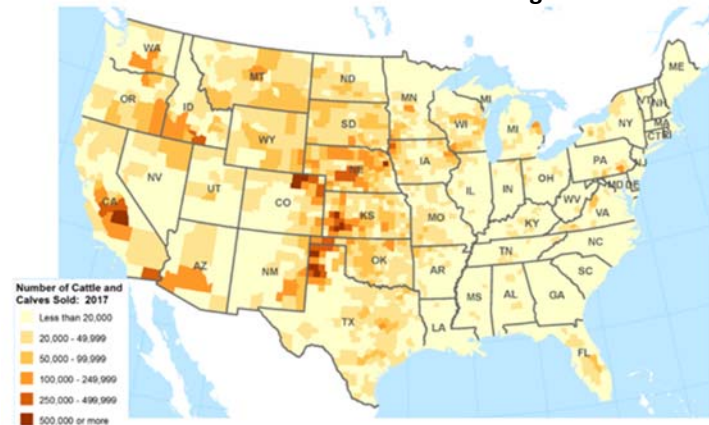 WA
MT
ND
MN
ME
OR
ID
SD
WI
MI
MI
VT
NH
NY
MA
CT
RI
WY
IA
PA
NJ
NE
NV
UT
CO
IL
IN
OH
MD
DE
WV
VA
CA
KS
MO
KY
NC
AZ
NM
OK
AR
TN
SC
MS
AL
GA
TX
LA
FL
Number of Cattle and
Calves Sold: 2017
Less than 20,000
20,000 - 49,999
50,000 - 99,999
100,000 - 249,999
250,000 - 499,999
500,000 or more